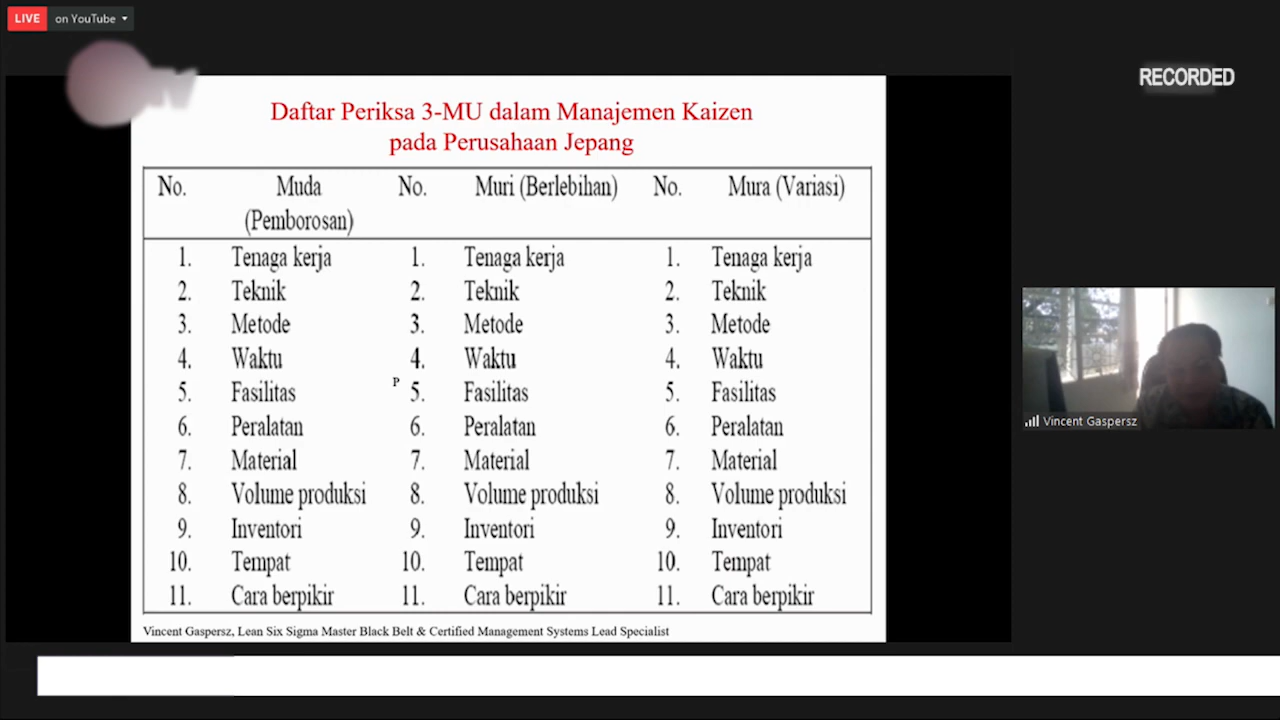 LIVE on YouTube
RECORDED
Daftar Periksa 3-MU dalam Manajemen Kaizen
pada Perusahaan Jepang
No. Muda No. Muri (Berlebihan) No. Mura (Variasi)
(Pemborosan)
1. Tenaga kerja 1. Tenaga kerja 1. Tenaga kerja
2. Teknik 2. Teknik 2. Teknik
3. Metode 3. Metode 3. Metode
4. Waktu 4. Waktu 4. Waktu
P
5. Fasilitas 5. Fasilitas 5. Fasilitas
6. Peralatan 6. Peralatan 6. Peralatan
7. Material 7. Material 7. Material
8. Volume produksi 8. Volume produksi 8. Volume produksi
9. Inventori 9. Inventori 9. Inventori
10. Tempat 10. Tempat 10. Tempat
11. Cara berpikir 11. Cara berpikir 11. Cara berpikir
Vincent Gaspersz, Lean Six Sigma Master Black Belt & Certified Management Systems Lead Specialist
Vincent Gaspersz